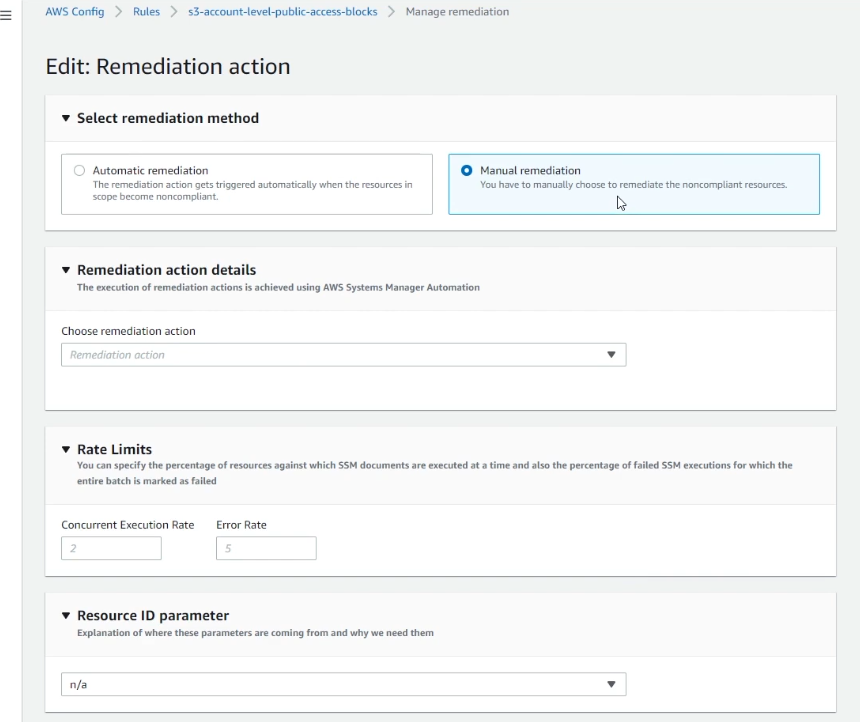 AWS Config > Rules > s3-account-level-public-access-blocks > Manage remediation
Edit: Remediation action
Select remediation method
Automatic remediation
The remediation action gets triggered automatically when the resources in
scope become noncompliant.
Manual remediation
You have to manually choose to remediate the noncompliant resources.
Remediation action details
The execution of remediation actions is achieved using AWS Systems Manager Automation
Choose remediation action
Remediation action
Rate Limits
You can specify the percentage of resources against which SSM documents are executed at a time and also the percentage of failed SSM executions for which the
entire batch is marked as failed
Concurrent Execution Rate
Error Rate
2
5
Resource ID parameter
Explanation of where these parameters are coming from and why we need them
n/a